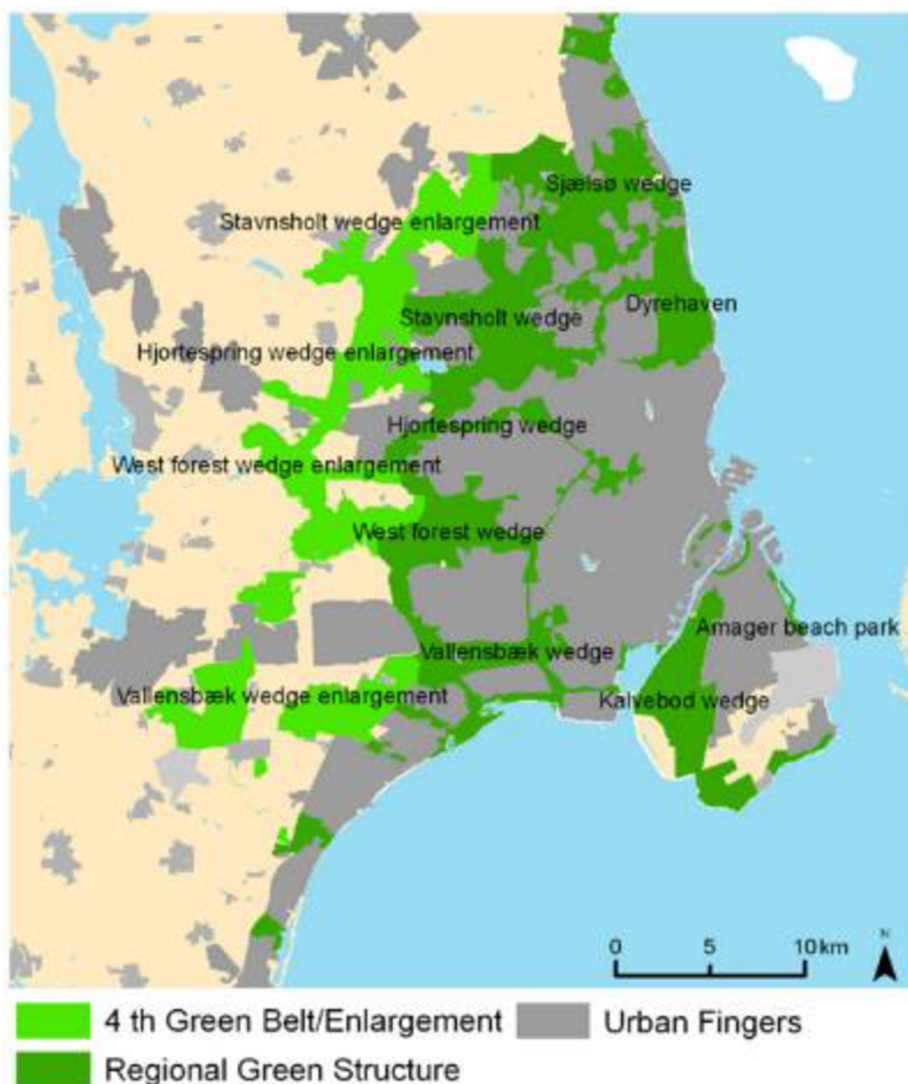 Sjælsø wedge
Stavnsholt wedge enlargement
Dyrehaven
Stavnsholt wedge
Hjortespring wedge enlargement
Hjortespring wedge
West forest wedge enlargement
West forest wedge
Amager beach park
Vallensbæk wedge
Vallensbæk wedge enlargement
Kalvebod wedge
N
0 5 10 km
4 th Green Belt/Enlargement
Urban Fingers
Regional Green Structure